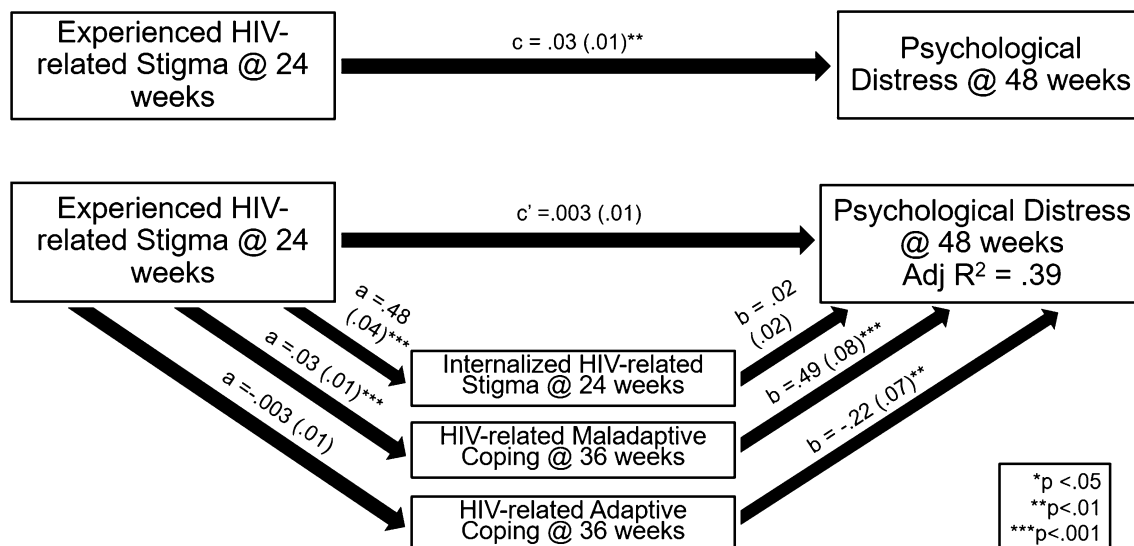 Experienced HIV-
related Stigma @ 24
weeks
c = .03 (.01)**
Psychological
Distress @ 48 weeks
Experienced HIV-
related Stigma @ 24
weeks
c' =.003 (.01)
Psychological Distress
@ 48 weeks
Adj R² = .39
a =.48
(.04)***
b = .02
(.02)
Internalized HIV-related
Stigma @ 24 weeks
a =.03 (.01)***
b =.49 (.08)***
HIV-related Maladaptive
Coping @ 36 weeks
a =-.003 (.01)
b = -.22 (.07)**
HIV-related Adaptive
Coping @ 36 weeks
*p <.05
**p<.01
***p<.001